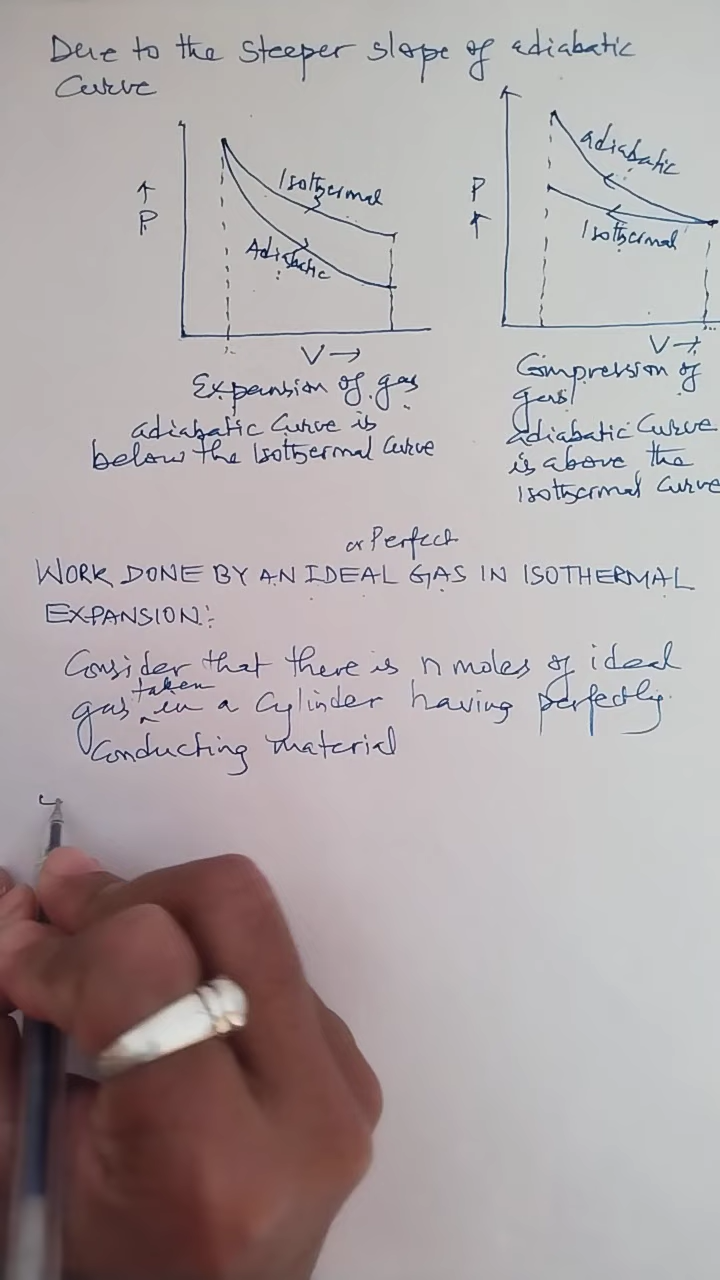 Due to the steeper slope of adiabatic
Curve
Isothermal
↑
P
Adiabatic
V →
Expansion of gas
adiabatic Curve is
below the Isothermal Curve
adiabatic
P
↑
Isothermal
V →
Compression of
gas
adiabatic Curve
is above the
Isothermal Curve
or Perfect
WORK DONE BY AN IDEAL GAS IN ISOTHERMAL
EXPANSION:
Consider that there is n moles of ideal
taken
gas in a Cylinder having perfectly
Conducting material